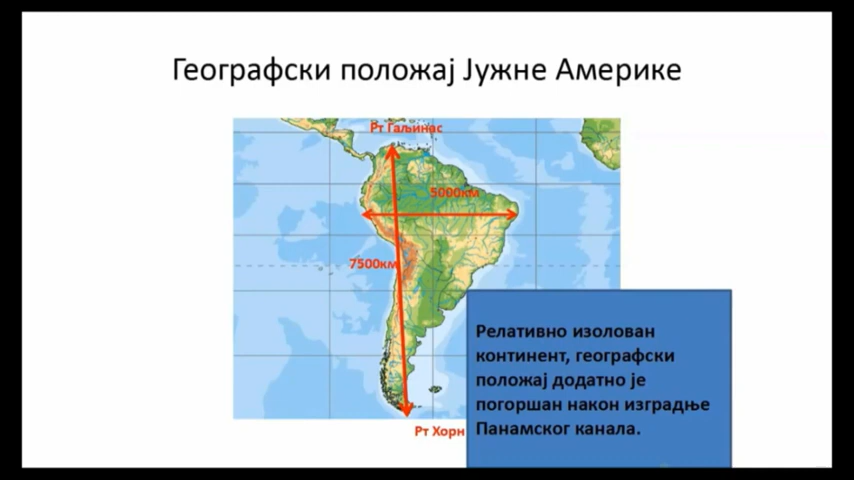 Географски положај Јужне Америке
Рт Гаљинас
5000км
7500км
Рт Хорн
Релативно изолован
континент, географски
положај додатно је
погоршан након изградње
Панамског канала.